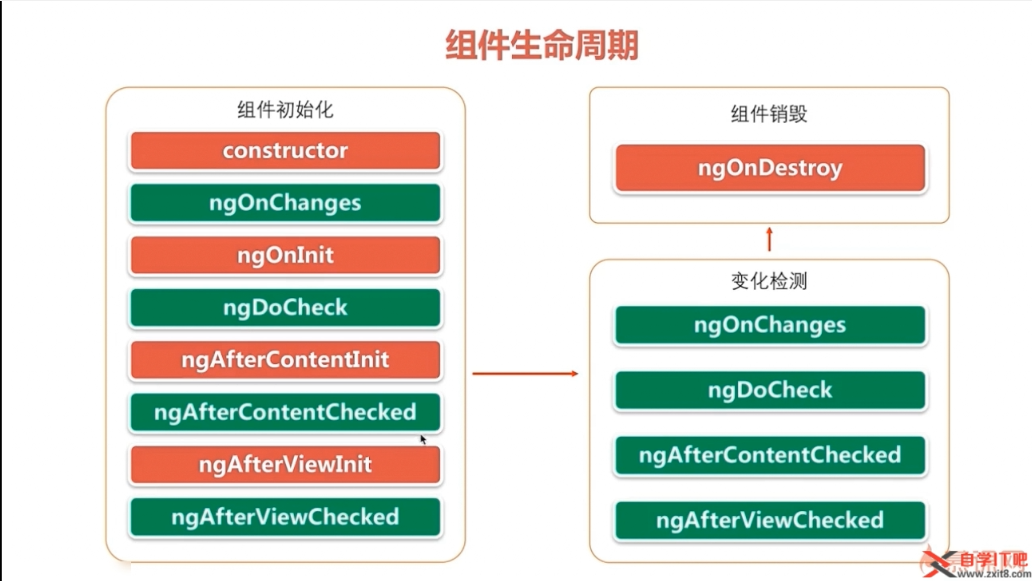 组件生命周期
组件初始化
constructor
ngOnChanges
ngOnInit
ngDoCheck
ngAfterContentInit
ngAfterContentChecked
ngAfterViewInit
ngAfterViewChecked
组件销毁
ngOnDestroy
变化检测
ngOnChanges
ngDoCheck
ngAfterContentChecked
ngAfterViewChecked
自学IT吧
www.zxit8.com